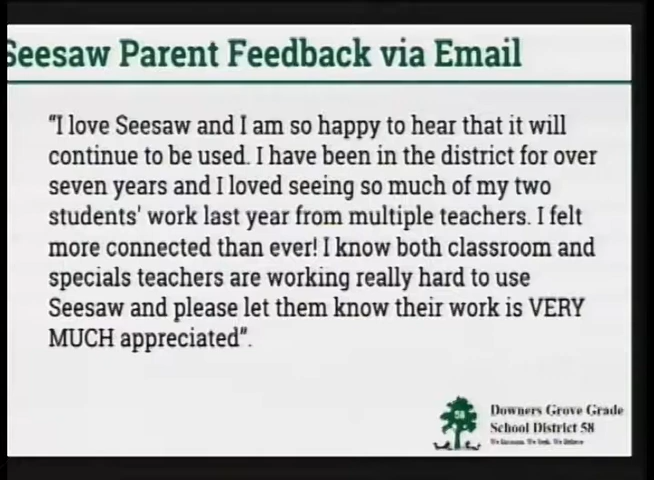 Seesaw Parent Feedback via Email
"I love Seesaw and I am so happy to hear that it will
continue to be used. I have been in the district for over
seven years and I loved seeing so much of my two
students' work last year from multiple teachers. I felt
more connected than ever! I know both classroom and
specials teachers are working really hard to use
Seesaw and please let them know their work is VERY
MUCH appreciated".
58
Downers Grove Grade
School District 58